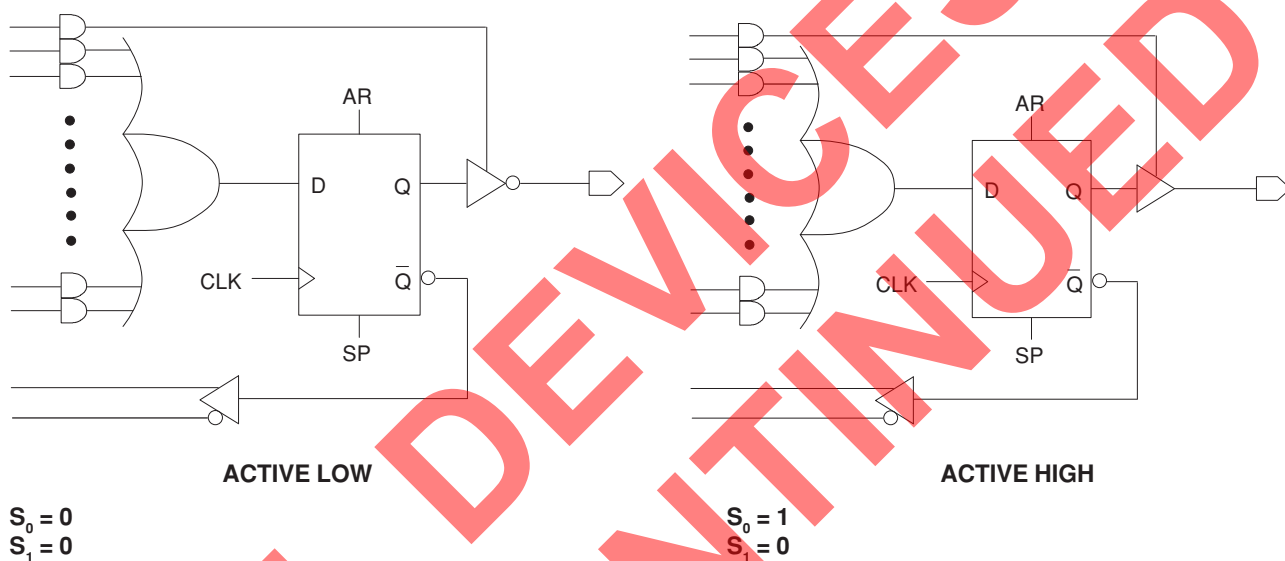 AR
D
Q
CLK
Q̅
SP
ACTIVE LOW
S₀ = 0
S₁ = 0
AR
D
Q
CLK
Q̅
SP
ACTIVE HIGH
S₀ = 1
S₁ = 0
DEVICES
TINUED